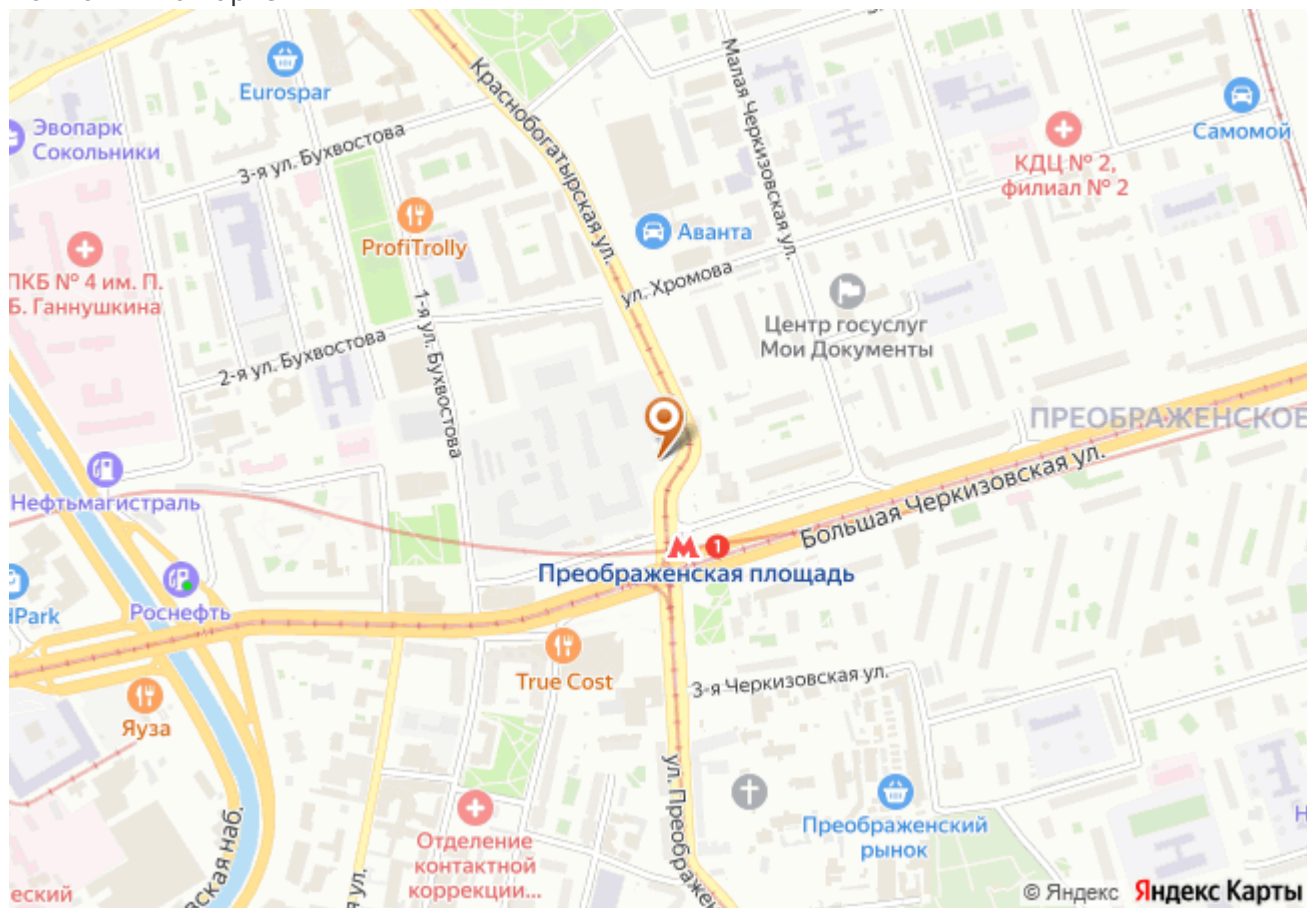 Eurospar
Эвопарк
Сокольники
3-я ул. Бухвостова
Краснобогатырская ул.
Малая Черкизовская ул.
Самомой
КДЦ № 2,
филиал № 2
ProfiTrolly
Аванта
ПКБ № 4 им. П.
Б. Ганнушкина
ул. Хромова
1-я ул. Бухвостова
Центр госуслуг
Мои Документы
2-я ул. Бухвостова
ПРЕОБРАЖЕНСКОЕ
Нефтьмагистраль
Большая Черкизовская ул.
М 1
Преображенская площадь
Роснефть
True Cost
3-я Черкизовская ул.
Яуза
Преображенский
рынок
Отделение
контактной
коррекции...
наб.
ул.
© Яндекс Яндекс Карты